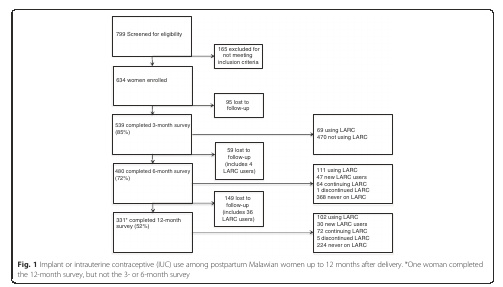 799 Screened for eligibility
165 excluded for
not meeting
inclusion criteria
634 women enrolled
95 lost to
follow-up
539 completed 3-month survey
(85%)
69 using LARC
470 not using LARC
59 lost to
follow-up
(includes 4
LARC users)
480 completed 6-month survey
(72%)
111 using LARC
47 new LARC users
64 continuing LARC
1 discontinued LARC
368 never on LARC
149 lost to
follow-up
(includes 36
LARC users)
331* completed 12-month
survey (52%)
102 using LARC
30 new LARC users
72 continuing LARC
5 discontinued LARC
224 never on LARC
Fig. 1 Implant or intrauterine contraceptive (IUC) use among postpartum Malawian women up to 12 months after delivery. *One woman completed
the 12-month survey, but not the 3- or 6-month survey